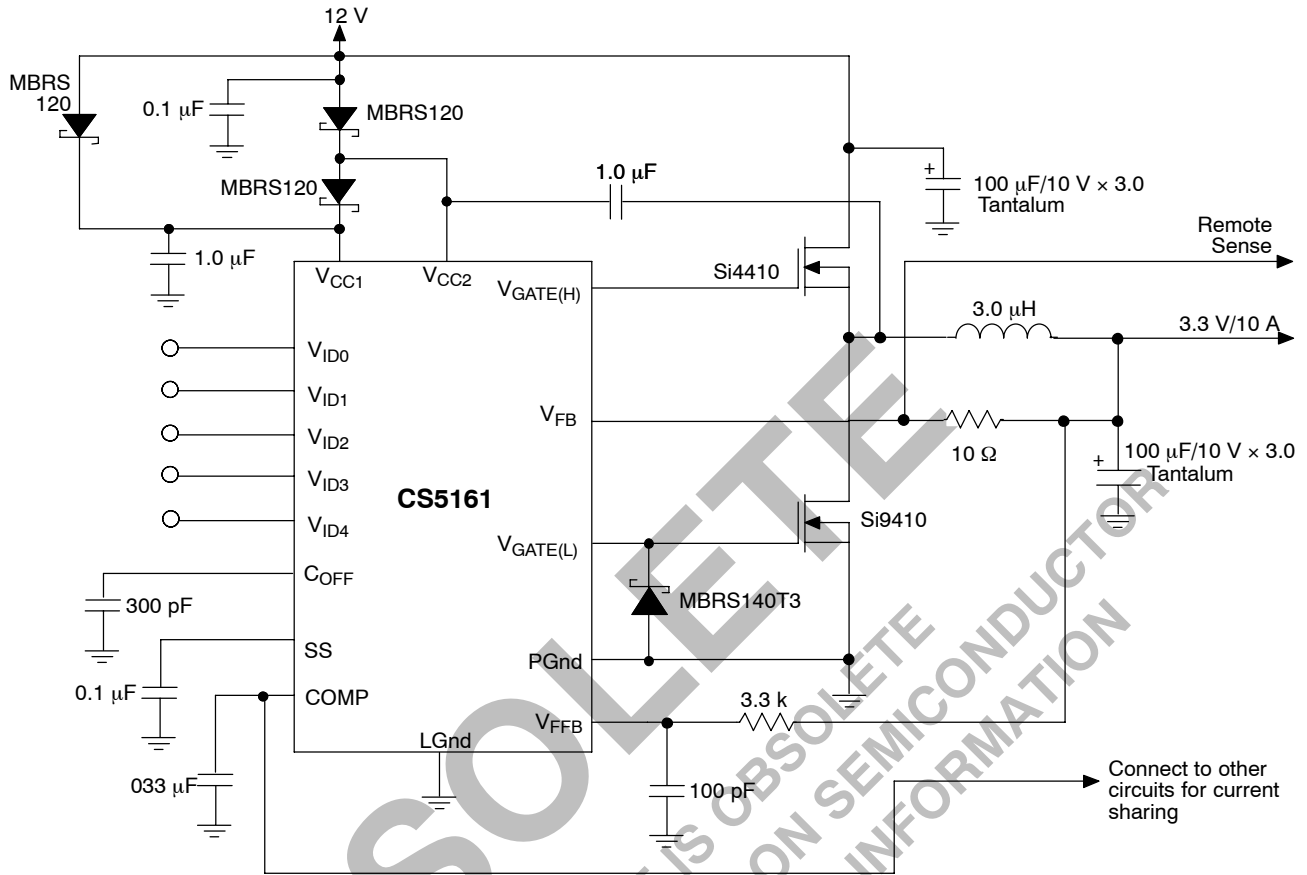 12 V
MBRS
120
0.1 μF
MBRS120
MBRS120
1.0 μF
1.0 μF
100 μF/10 V × 3.0
Tantalum
Remote
Sense
VCC1
VCC2
VGATE(H)
Si4410
3.0 μH
3.3 V/10 A
VID0
VID1
VID2
VID3
VID4
VFB
10 Ω
100 μF/10 V × 3.0
Tantalum
CS5161
VGATE(L)
Si9410
COFF
300 pF
MBRS140T3
SS
0.1 μF
PGnd
COMP
3.3 k
VFFB
LGnd
033 μF
100 pF
Connect to other
circuits for current
sharing
SOLETE
E IS OBSOLETE
ON SEMICONDUCTOR
INFORMATION